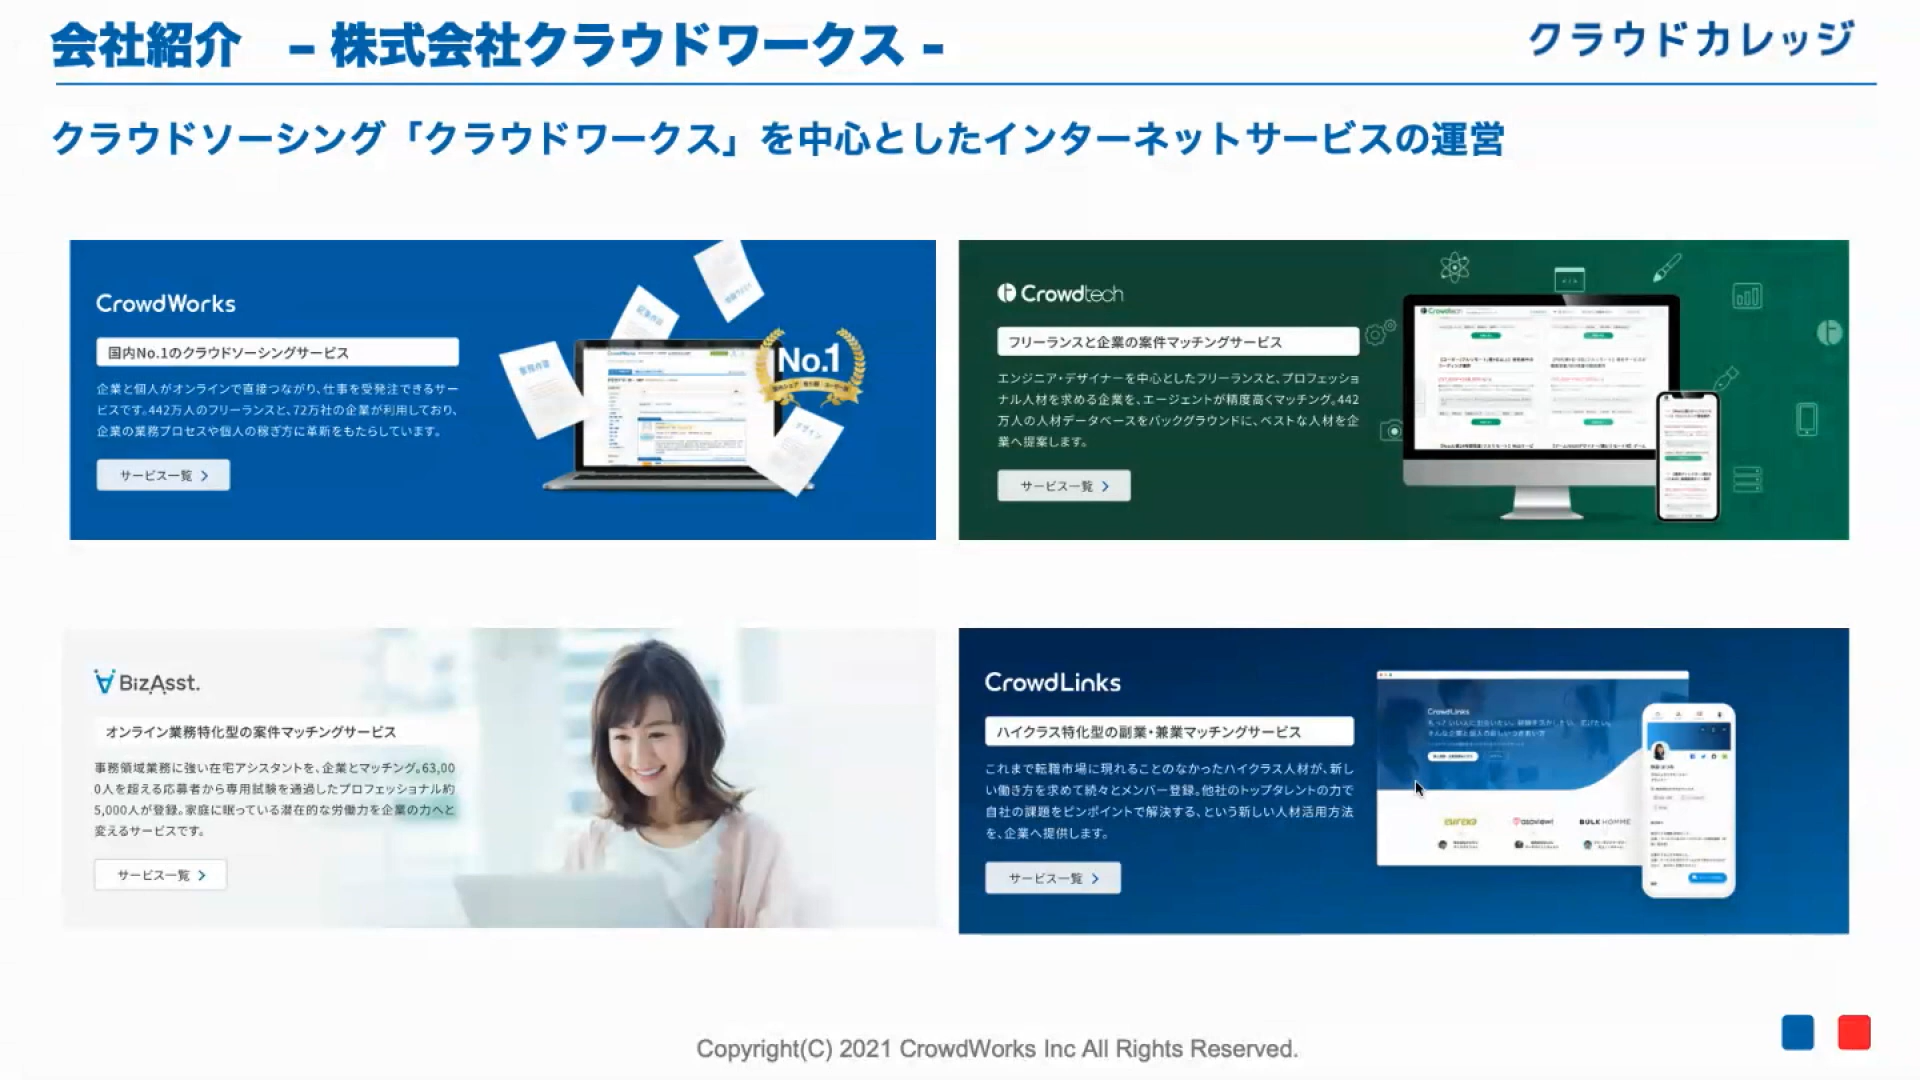 会社紹介 – 株式会社クラウドワークス –
クラウドカレッジ
クラウドソーシング「クラウドワークス」を中心としたインターネットサービスの運営
CrowdWorks
国内No.1のクラウドソーシングサービス
企業と個人がオンラインで直接つながり、仕事を受発注できるサー
ビスです。442万人のフリーランスと、72万社の企業が利用しており、
企業の業務プロセスや個人の稼ぎ方に革新をもたらしています。
サービス一覧
事務作業
記事作成
デザイン
No.1
Crowdtech
フリーランスと企業の案件マッチングサービス
エンジニア・デザイナーを中心としたフリーランスと、プロフェッショ
ナル人材を求める企業を、エージェントが精度高くマッチング。442
万人の人材データベースをバックグラウンドに、ベストな人材を企
業へ提案します。
サービス一覧
BizAsst.
オンライン業務特化型の案件マッチングサービス
事務領域業務に強い在宅アシスタントを、企業とマッチング。63,00
0人を超える応募者から専用試験を通過したプロフェッショナル約
5,000人が登録。家庭に眠っている潜在的な労働力を企業の力へと
変えるサービスです。
サービス一覧
CrowdLinks
ハイクラス特化型の副業・兼業マッチングサービス
これまで転職市場に現れることのなかったハイクラス人材が、新し
い働き方を求めて続々とメンバー登録。他社のトップタレントの力で
自社の課題をピンポイントで解決する、という新しい人材活用方法
を、企業へ提供します。
サービス一覧
CrowdLinks
eureka
asoview!
BULK HOMME
Copyright(C) 2021 CrowdWorks Inc All Rights Reserved.